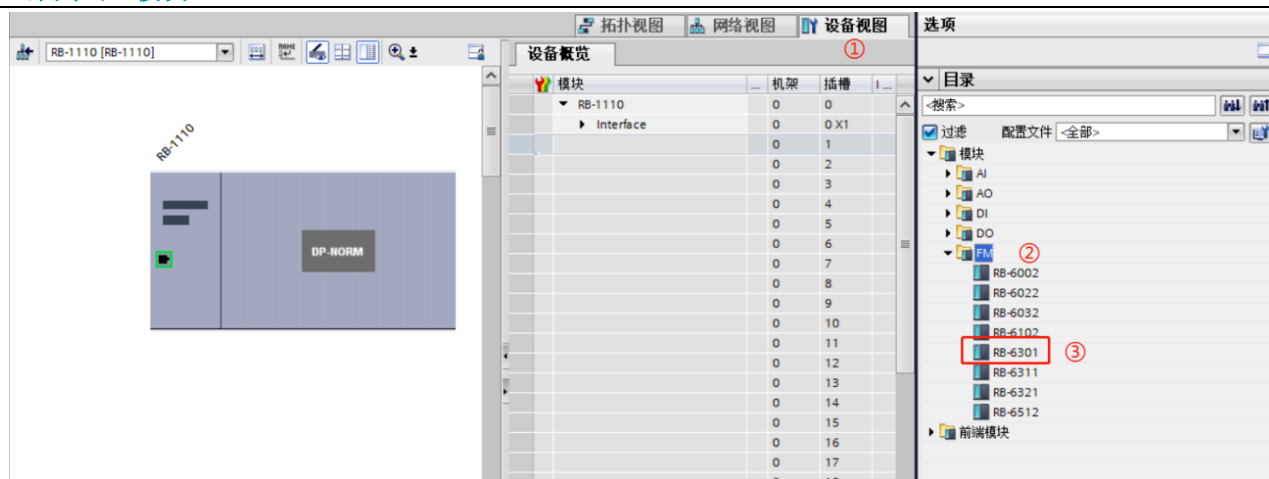 拓扑视图 网络视图 设备视图 选项
RB-1110 [RB-1110]
设备概览
①
模块 ... 机架 插槽 I ...
RB-1110 0 0
Interface 0 0 X1
0 1
0 2
0 3
0 4
0 5
0 6
0 7
0 8
0 9
0 10
0 11
0 12
0 13
0 14
0 15
0 16
0 17
RB-1110
DP-NORM
目录
<搜索>
过滤 配置文件 <全部>
模块
AI
AO
DI
DO
FM ②
RB-6002
RB-6022
RB-6032
RB-6102
RB-6301 ③
RB-6311
RB-6321
RB-6512
前端模块